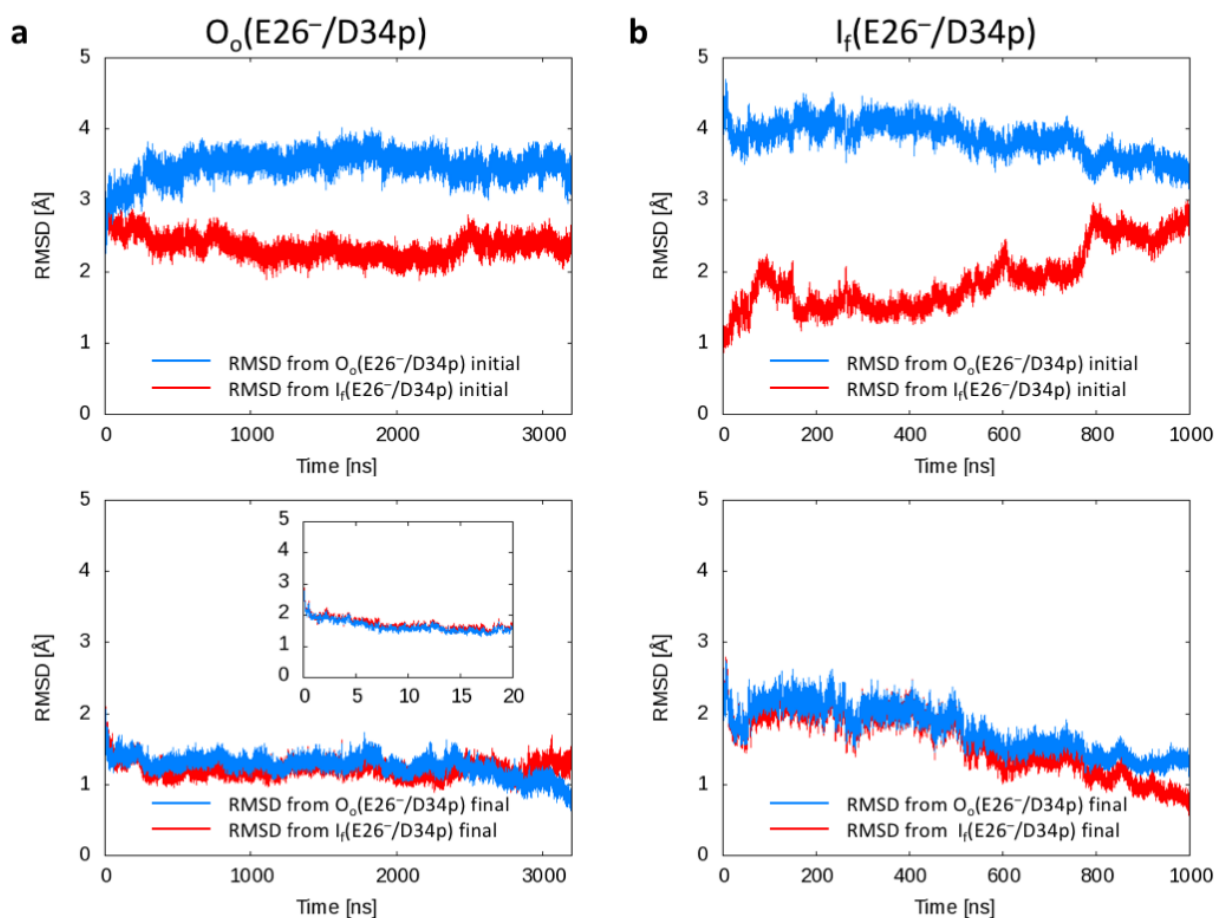 a
Oₒ(E26⁻/D34p)
5
4
3
2
1
0
RMSD [Å]
RMSD from Oₒ(E26⁻/D34p) initial
RMSD from I_f(E26⁻/D34p) initial
0 1000 2000 3000
Time [ns]
b
I_f(E26⁻/D34p)
5
4
3
2
1
0
RMSD [Å]
RMSD from Oₒ(E26⁻/D34p) initial
RMSD from I_f(E26⁻/D34p) initial
0 200 400 600 800 1000
Time [ns]
5
4
3
2
1
0
RMSD [Å]
5
4
3
2
1
0
0 5 10 15 20
RMSD from Oₒ(E26⁻/D34p) final
RMSD from I_f(E26⁻/D34p) final
0 1000 2000 3000
Time [ns]
5
4
3
2
1
0
RMSD [Å]
RMSD from Oₒ(E26⁻/D34p) final
RMSD from I_f(E26⁻/D34p) final
0 200 400 600 800 1000
Time [ns]